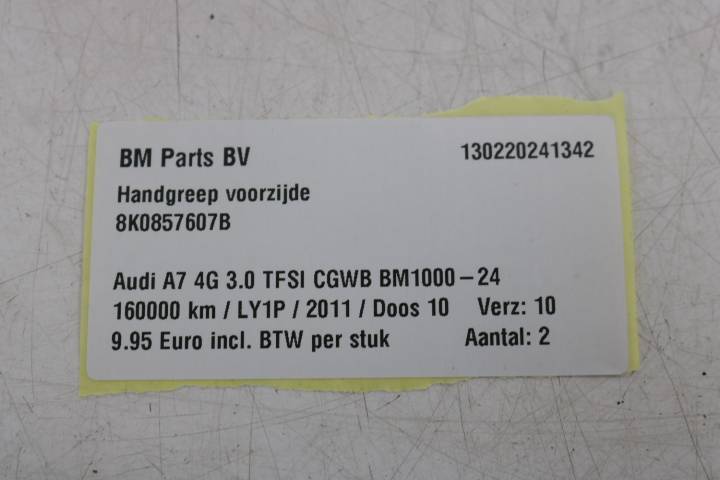 BM Parts BV 130220241342
Handgreep voorzijde
8K0857607B
Audi A7 4G 3.0 TFSI CGWB BM1000-24
160000 km / LY1P / 2011 / Doos 10 Verz: 10
9.95 Euro incl. BTW per stuk Aantal: 2